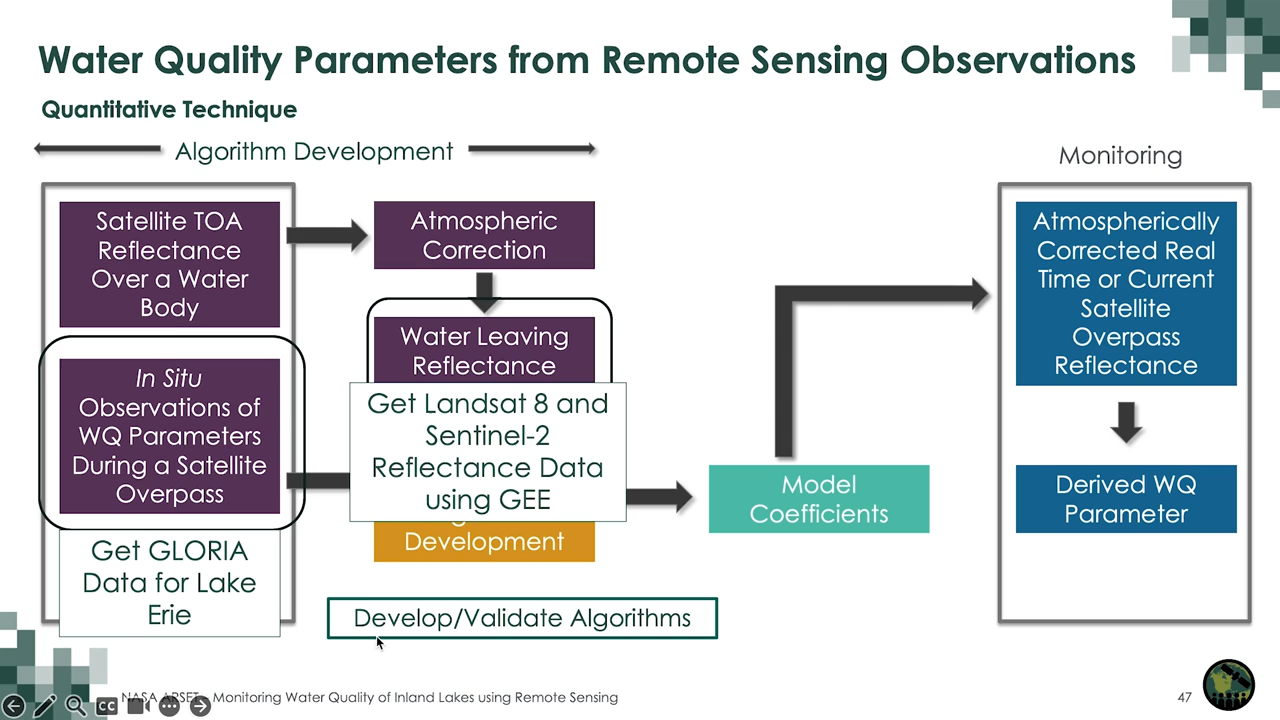 Water Quality Parameters from Remote Sensing Observations
Quantitative Technique
Algorithm Development
Satellite TOA
Reflectance
Over a Water
Body
In Situ
Observations of
WQ Parameters
During a Satellite
Overpass
Get GLORIA
Data for Lake
Erie
Atmospheric
Correction
Water Leaving
Reflectance
Get Landsat 8 and
Sentinel-2
Reflectance Data
using GEE
Development
Develop/Validate Algorithms
Model
Coefficients
Monitoring
Atmospherically
Corrected Real
Time or Current
Satellite
Overpass
Reflectance
Derived WQ
Parameter
CC
NASA ARSET – Monitoring Water Quality of Inland Lakes using Remote Sensing
47